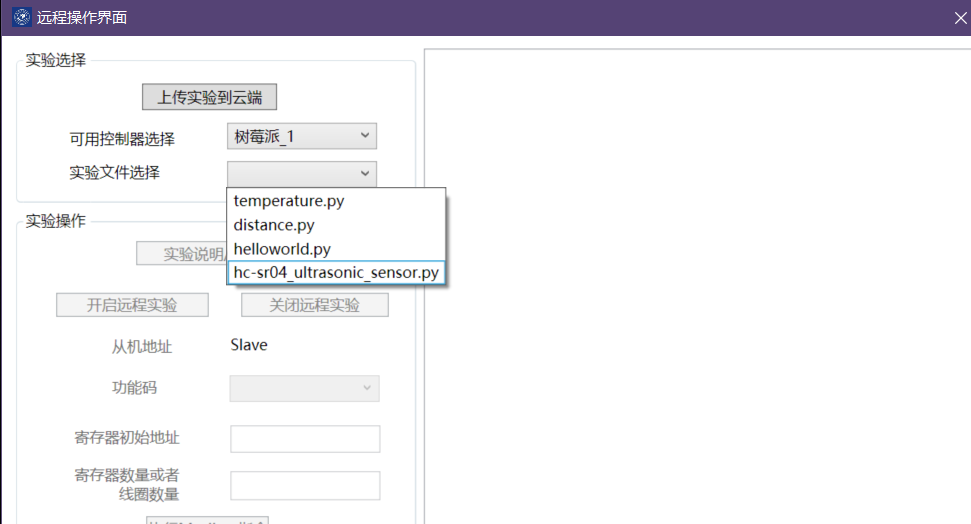 远程操作界面
实验选择
上传实验到云端
可用控制器选择
树莓派_1
实验文件选择
temperature.py
distance.py
helloworld.py
hc-sr04_ultrasonic_sensor.py
实验操作
实验说明
开启远程实验
关闭远程实验
从机地址
Slave
功能码
寄存器初始地址
寄存器数量或者
线圈数量